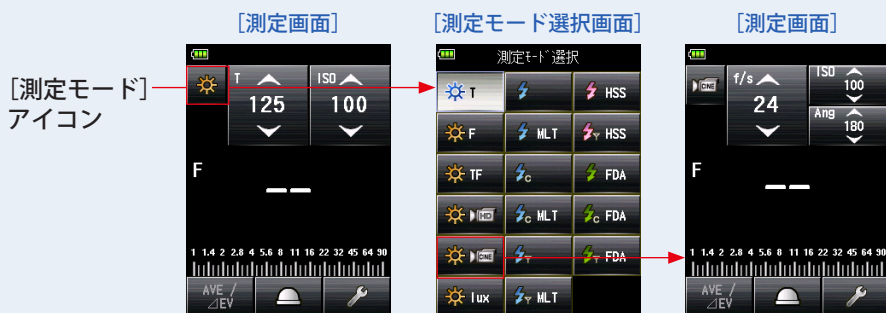 [測定画面]
[測定モード選択画面]
[測定画面]
[測定モード]
アイコン
T
125
ISO
100
F
1 1.4 2 2.8 4 5.6 8 11 16 22 32 45 64 90
AVE /
⊿EV
測定ﾓｰﾄﾞ選択
T
HSS
F
MLT
HSS
TF
C
FDA
HD
C MLT
C FDA
CINE
T
T FDA
lux
T MLT
CINE
f/s
24
ISO
100
Ang
180
F
1 1.4 2 2.8 4 5.6 8 11 16 22 32 45 64 90
AVE /
⊿EV